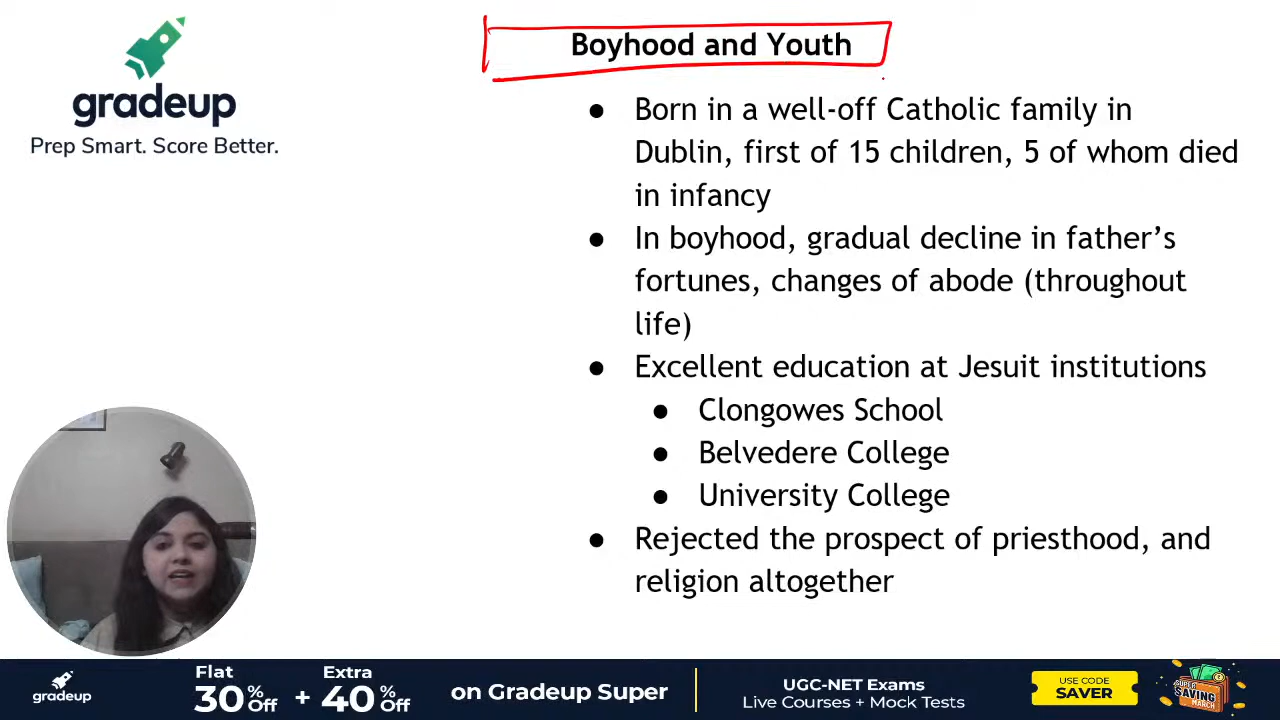 gradeup
Prep Smart. Score Better.
Boyhood and Youth
● Born in a well-off Catholic family in
Dublin, first of 15 children, 5 of whom died
in infancy
● In boyhood, gradual decline in father’s
fortunes, changes of abode (throughout
life)
● Excellent education at Jesuit institutions
● Clongowes School
● Belvedere College
● University College
● Rejected the prospect of priesthood, and
religion altogether
gradeup
Flat 30%Off + Extra 40%Off
on Gradeup Super
UGC-NET Exams
Live Courses + Mock Tests
USE CODE
SAVER
SUPER
SAVING
MARCH